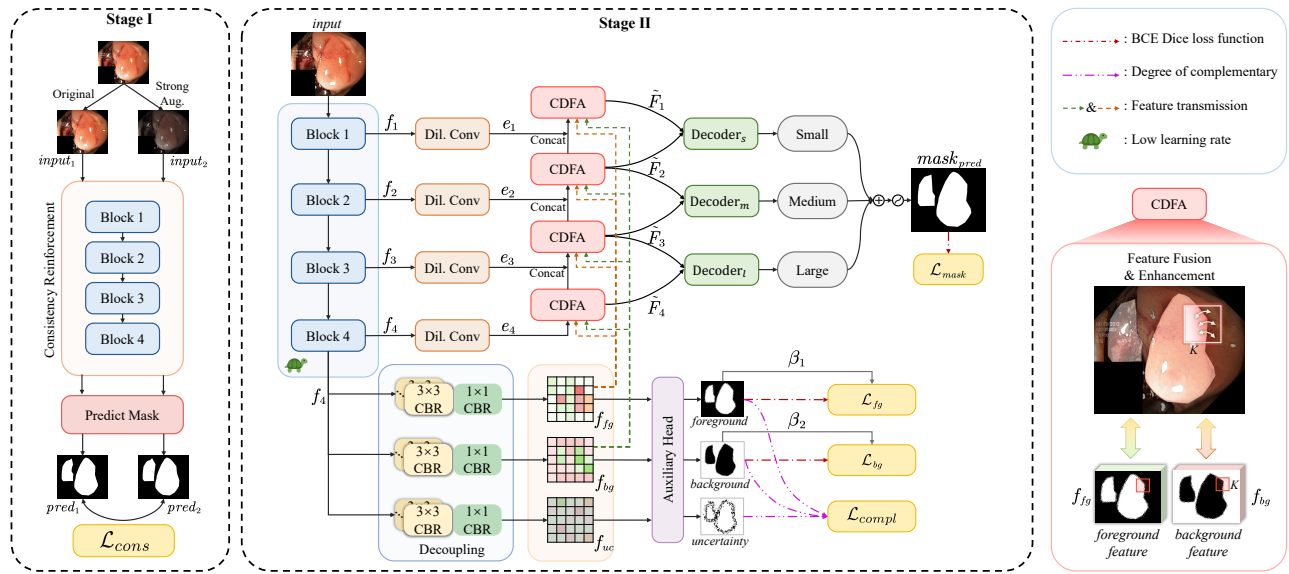 Stage I
Original
Strong
Aug.
input₁
input₂
Consistency Reinforcement
Block 1
Block 2
Block 3
Block 4
Predict Mask
pred₁
pred₂
ℒcons
Stage II
input
Block 1
f₁
Dil. Conv
e₁
Concat
CDFA
F̃₁
Decoderₛ
Small
Block 2
f₂
Dil. Conv
e₂
Concat
CDFA
F̃₂
Decoderₘ
Medium
Block 3
f₃
Dil. Conv
e₃
Concat
CDFA
F̃₃
Decoderₗ
Large
Block 4
f₄
Dil. Conv
e₄
CDFA
F̃₄
mask_pred
ℒmask
f₄
3×3
CBR
1×1
CBR
f_fg
3×3
CBR
1×1
CBR
f_bg
3×3
CBR
1×1
CBR
f_uc
Decoupling
Auxiliary Head
foreground
background
uncertainty
β₁
β₂
ℒfg
ℒbg
ℒcompl
: BCE Dice loss function
: Degree of complementary
& : Feature transmission
: Low learning rate
CDFA
Feature Fusion
& Enhancement
K
f_fg
K
f_bg
foreground
feature
background
feature